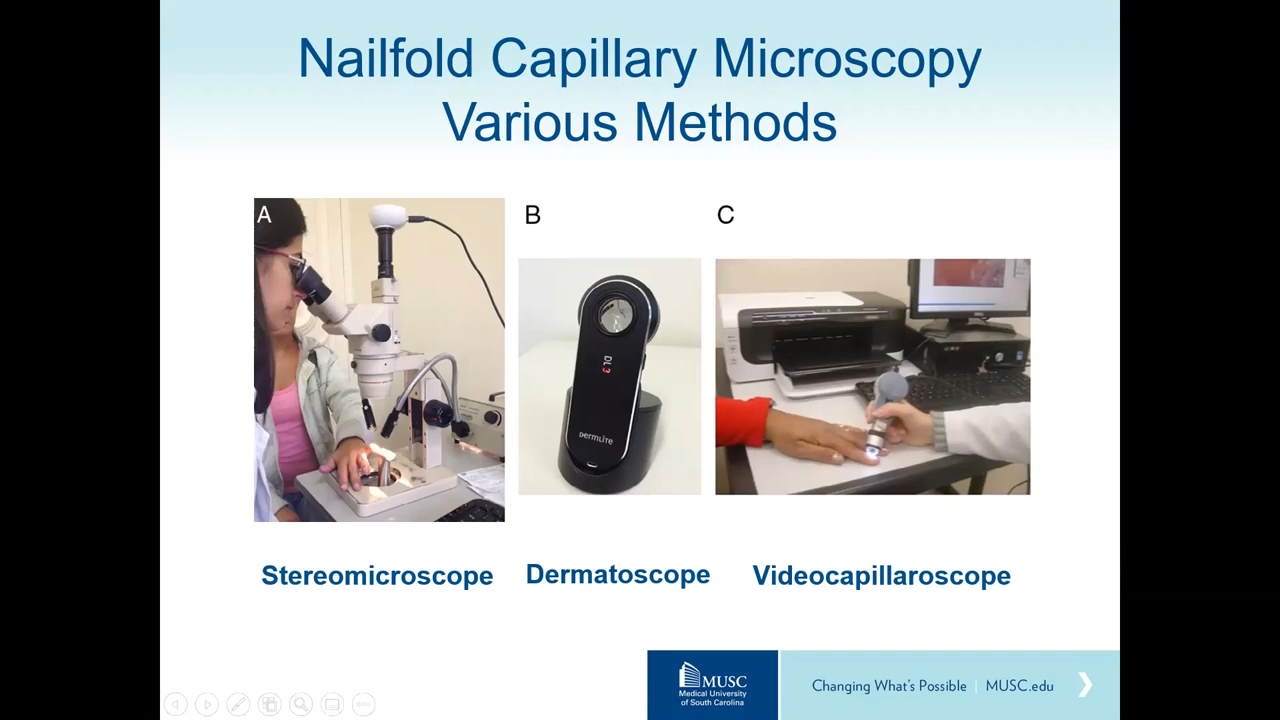 Nailfold Capillary Microscopy
Various Methods
A
B
C
DL3
DermLite
Stereomicroscope
Dermatoscope
Videocapillaroscope
MUSC
Medical University
of South Carolina
Changing What's Possible | MUSC.edu